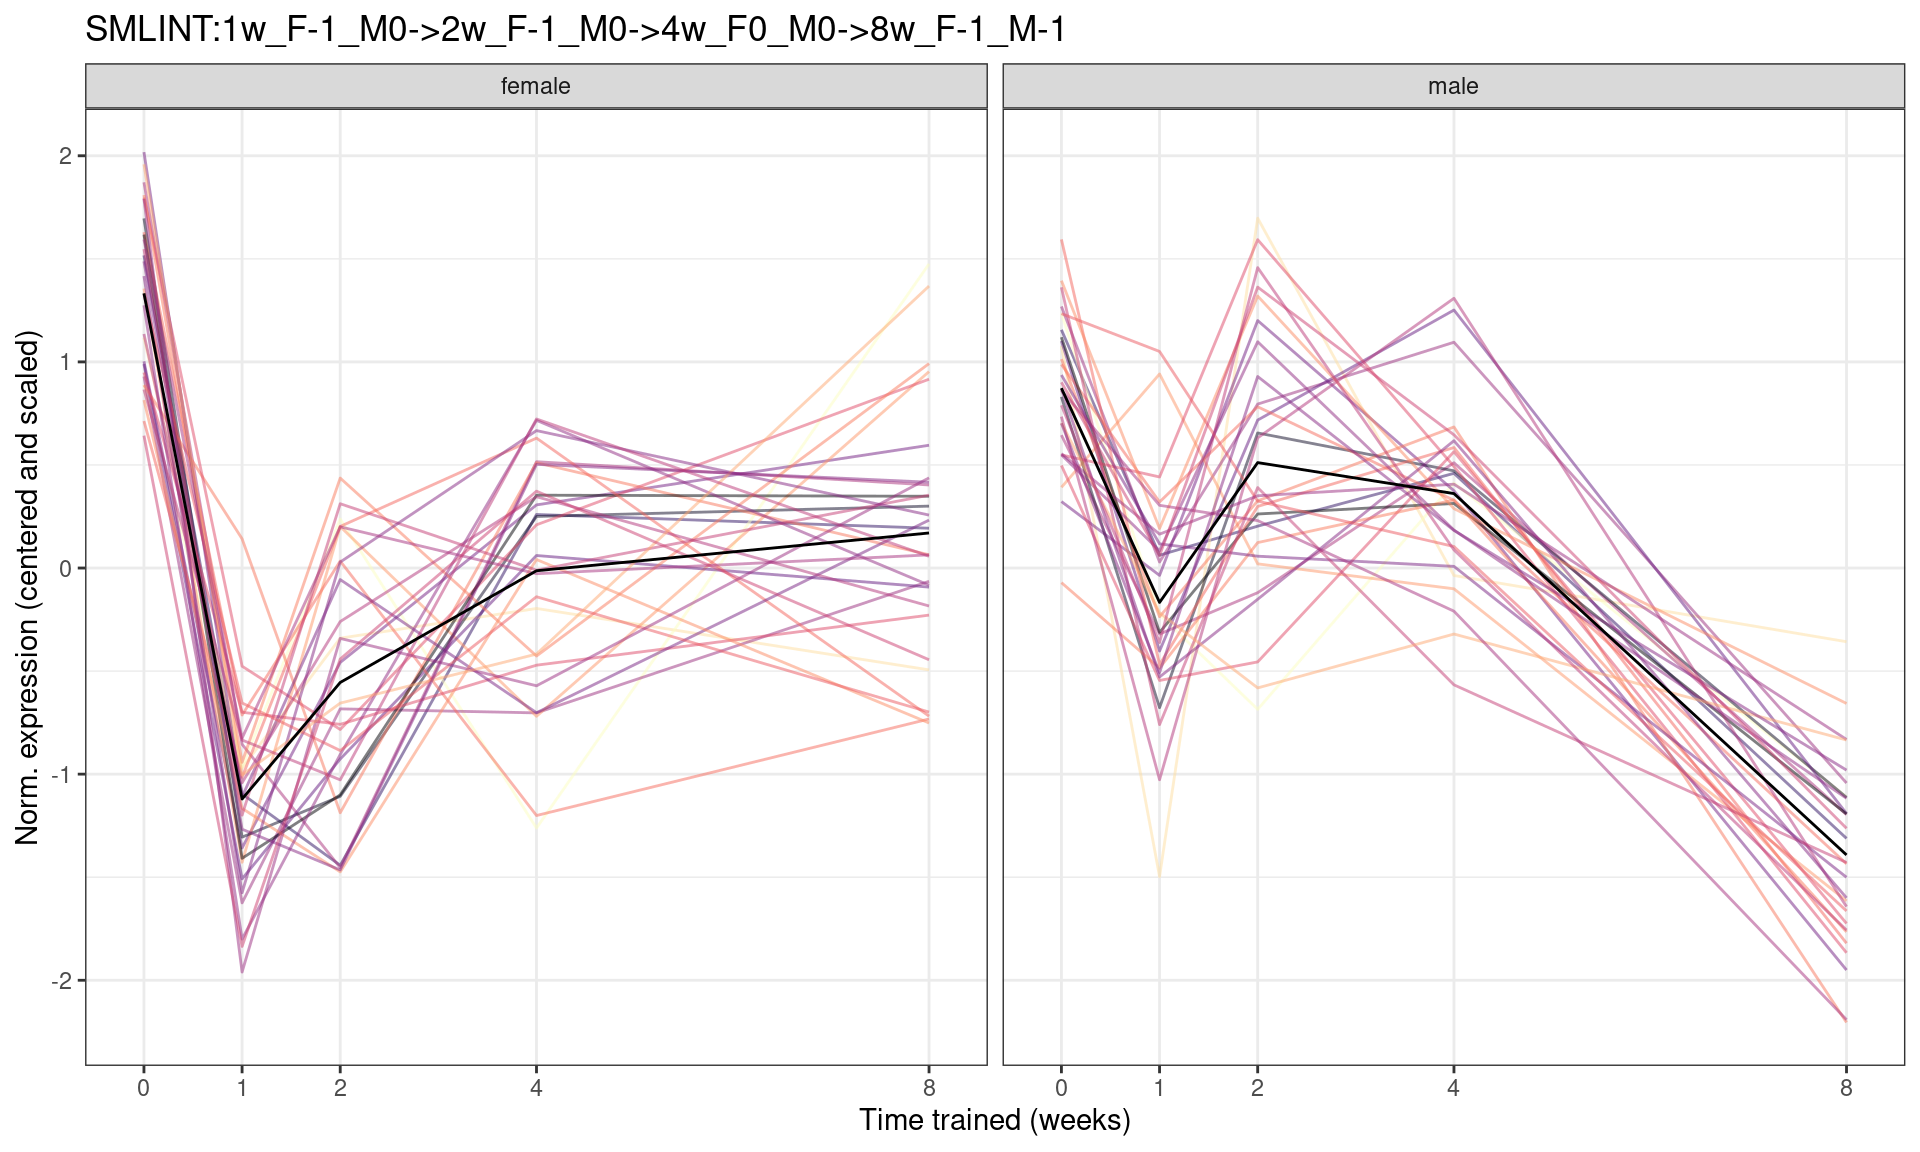 SMLINT:1w_F-1_M0->2w_F-1_M0->4w_F0_M0->8w_F-1_M-1
female
male
Norm. expression (centered and scaled)
2
1
0
-1
-2
0 1 2 4 8
0 1 2 4 8
Time trained (weeks)